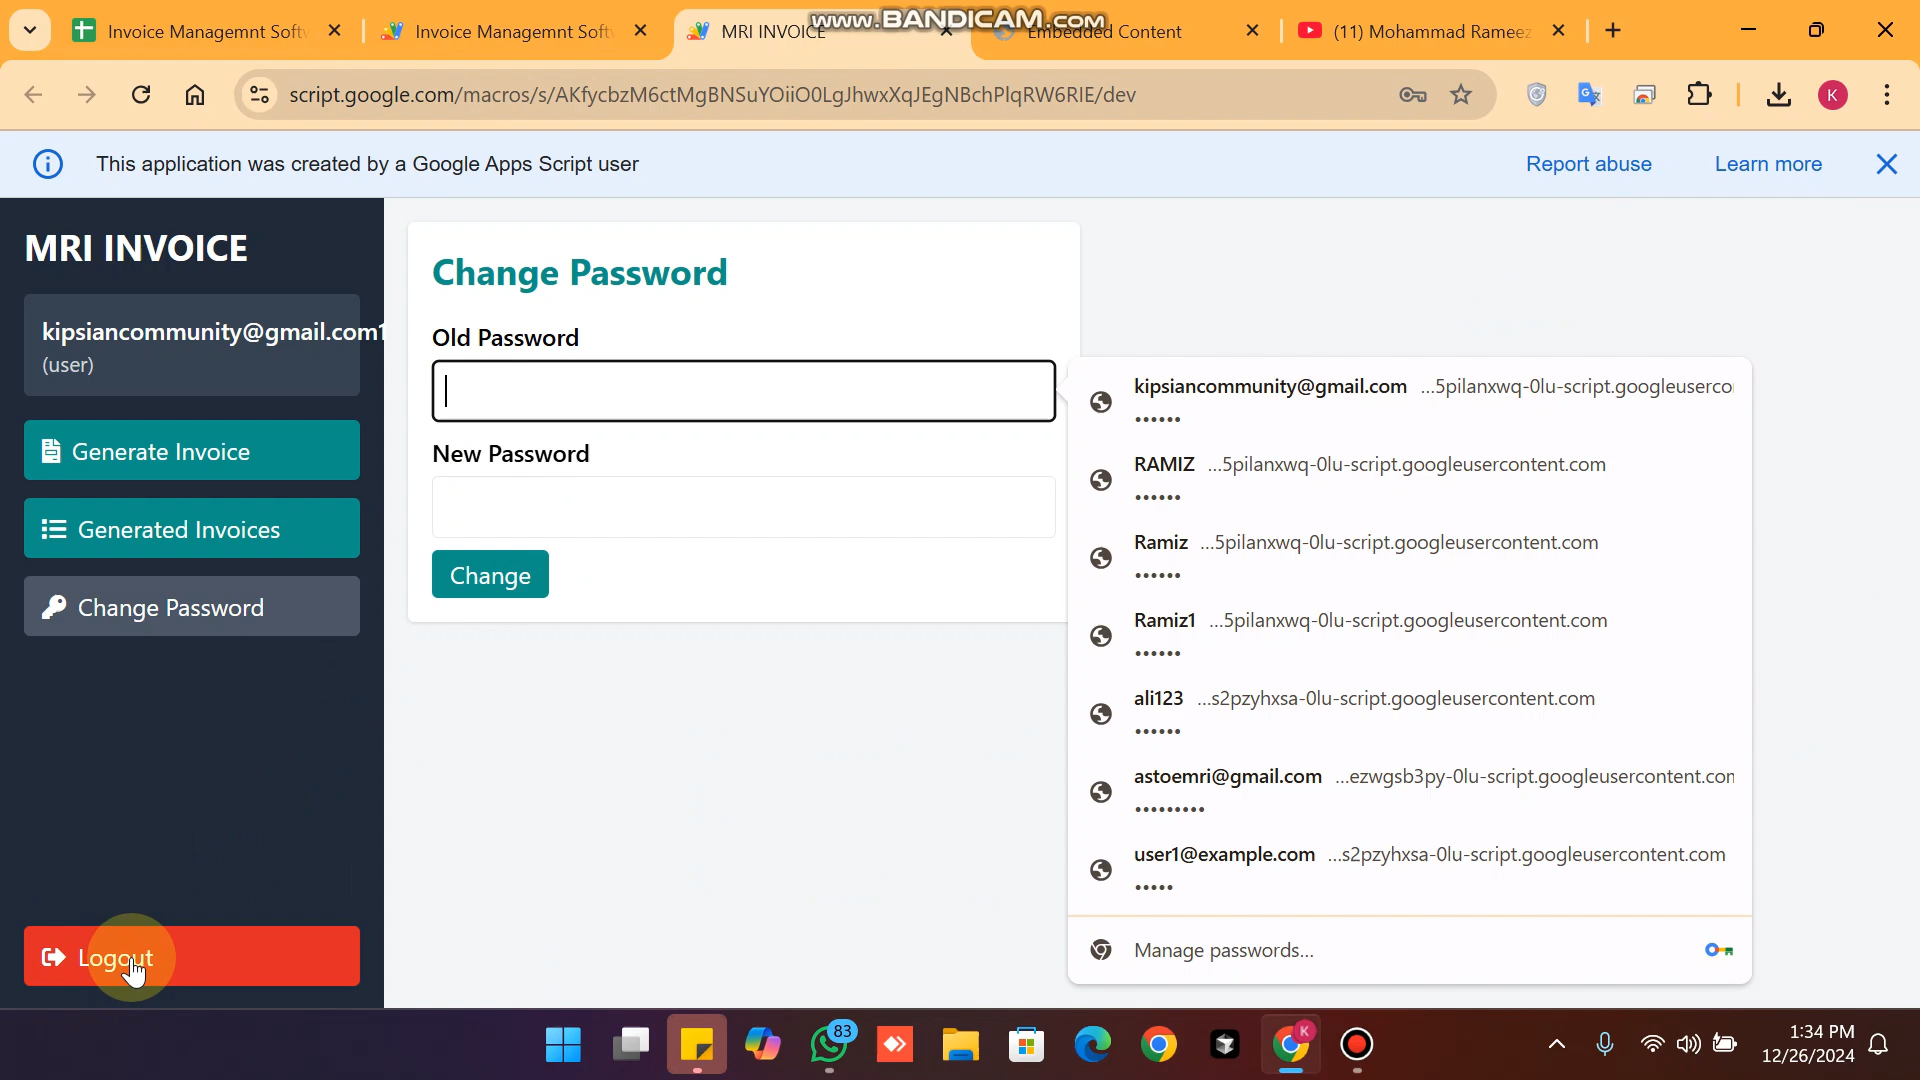 www.BANDICAM.com
Invoice Managemnt Soft
Invoice Managemnt Soft
MRI INVOICE
Embedded Content
(11) Mohammad Rameez
script.google.com/macros/s/AKfycbzM6ctMgBNSuYOiiO0LgJhwxXqJEgNBchPlqRW6RIE/dev
K
This application was created by a Google Apps Script user
Report abuse
Learn more
MRI INVOICE
kipsiancommunity@gmail.com1
(user)
Generate Invoice
Generated Invoices
Change Password
Logout
Change Password
Old Password
New Password
Change
kipsiancommunity@gmail.com ...5pilanxwq-0lu-script.googleuserco
••••••
RAMIZ ...5pilanxwq-0lu-script.googleusercontent.com
••••••
Ramiz ...5pilanxwq-0lu-script.googleusercontent.com
••••••
Ramiz1 ...5pilanxwq-0lu-script.googleusercontent.com
••••••
ali123 ...s2pzyhxsa-0lu-script.googleusercontent.com
••••••
astoemri@gmail.com ...ezwgsb3py-0lu-script.googleusercontent.com
•••••••••
user1@example.com ...s2pzyhxsa-0lu-script.googleusercontent.com
•••••
Manage passwords...
83
K
1:34 PM
12/26/2024